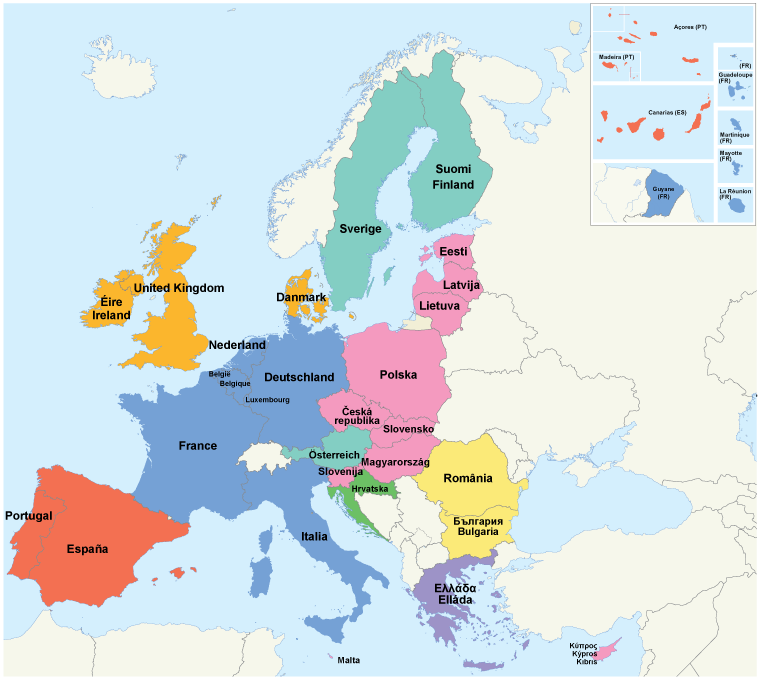 Açores (PT)
Madeira (PT)
(FR)
Guadeloupe
(FR)
Canarias (ES)
Martinique
(FR)
Mayotte
(FR)
Guyane
(FR)
La Réunion
(FR)
Suomi
Finland
Sverige
Eesti
Latvija
Lietuva
United Kingdom
Éire
Ireland
Danmark
Nederland
België
Belgique
Deutschland
Luxembourg
Polska
Česká
republika
Slovensko
France
Österreich
Magyarország
Slovenija
Hrvatska
România
България
Bulgaria
Portugal
España
Italia
Ελλάδα
Elláda
Malta
Κύπρος
Kýpros
Kıbrıs